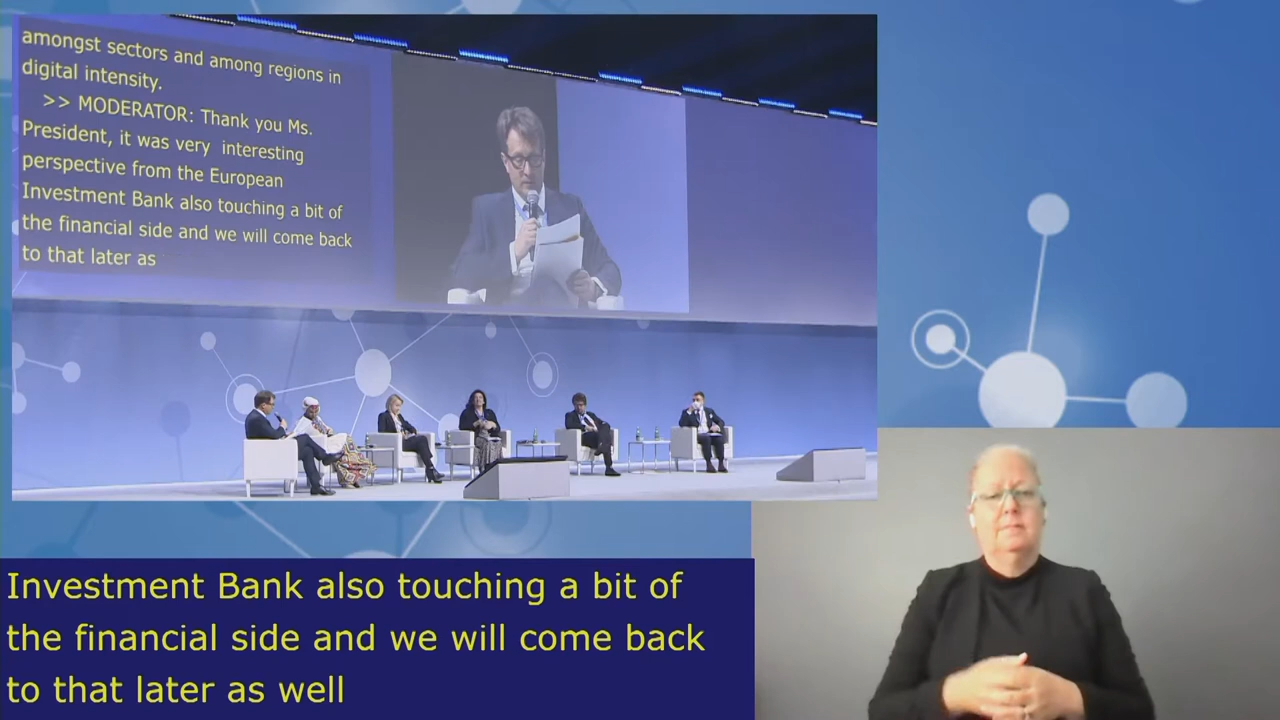 amongst sectors and among regions in
digital intensity.
>> MODERATOR: Thank you Ms.
President, it was very interesting
perspective from the European
Investment Bank also touching a bit of
the financial side and we will come back
to that later as
Investment Bank also touching a bit of
the financial side and we will come back
to that later as well